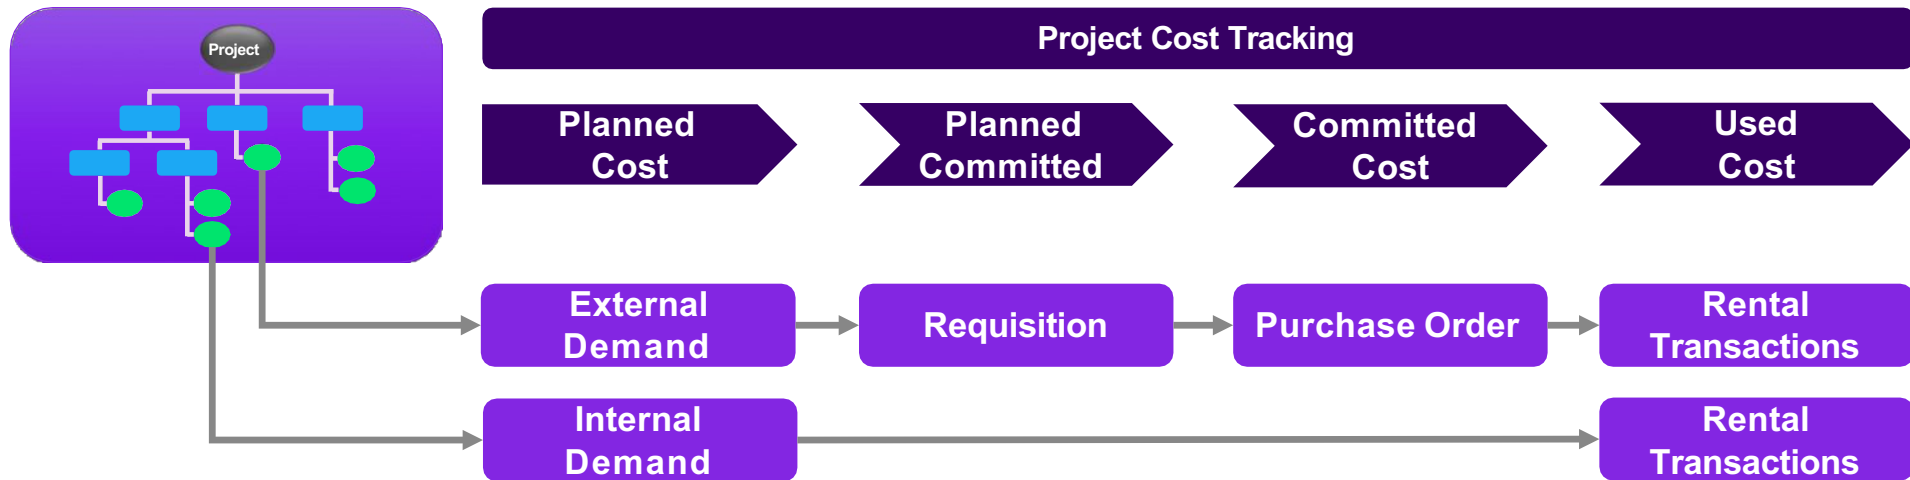 Project
Project Cost Tracking
Planned
Cost
Planned
Committed
Committed
Cost
Used
Cost
External
Demand
Requisition
Purchase Order
Rental
Transactions
Internal
Demand
Rental
Transactions